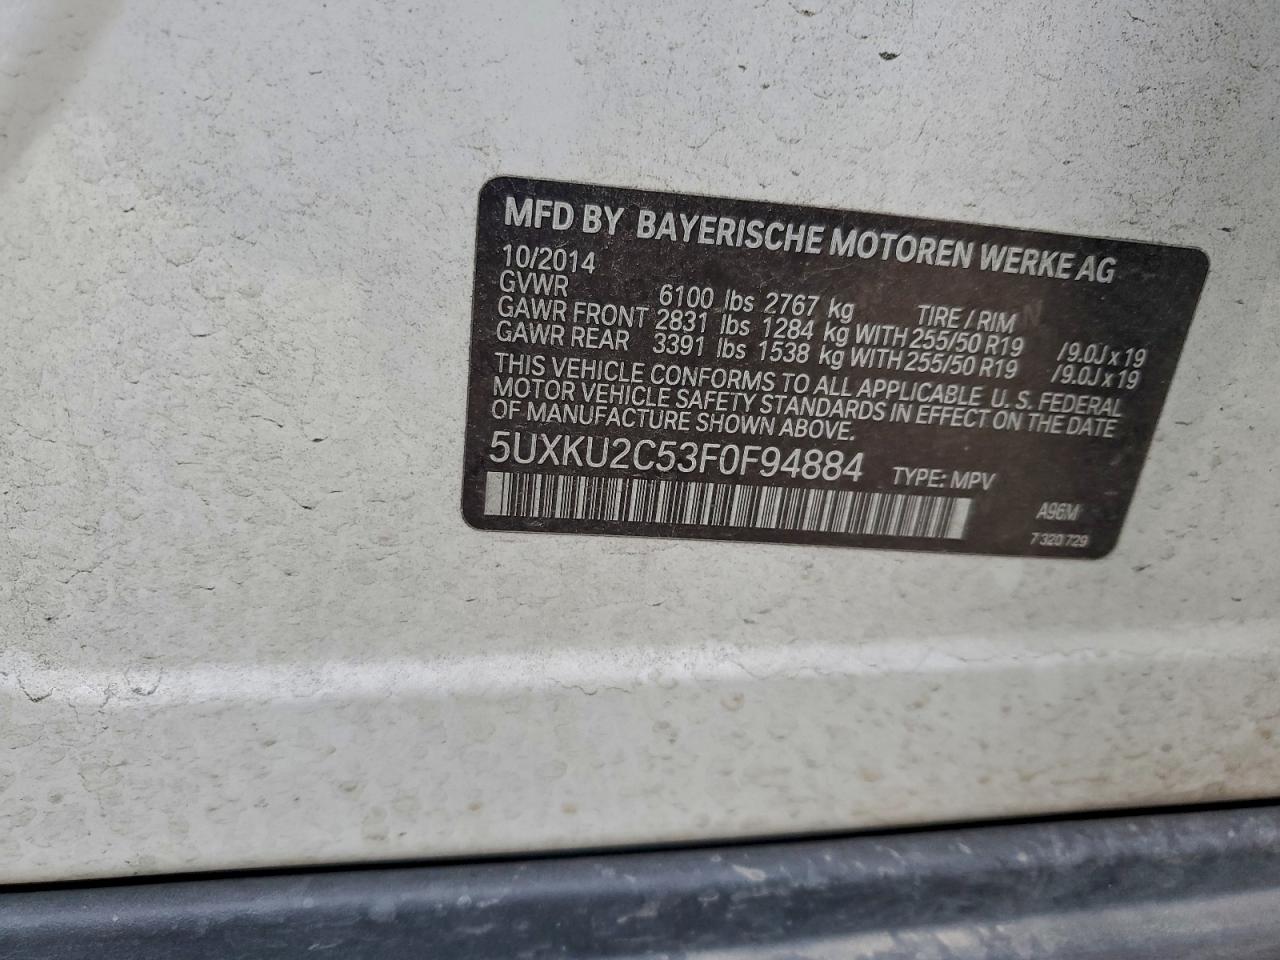 MFD BY BAYERISCHE MOTOREN WERKE AG
10/2014
GVWR 6100 lbs 2767 kg TIRE / RIM
GAWR FRONT 2831 lbs 1284 kg WITH 255/50 R19 /9.0J x 19
GAWR REAR 3391 lbs 1538 kg WITH 255/50 R19 /9.0J x 19
THIS VEHICLE CONFORMS TO ALL APPLICABLE U. S. FEDERAL
MOTOR VEHICLE SAFETY STANDARDS IN EFFECT ON THE DATE
OF MANUFACTURE SHOWN ABOVE.
5UXKU2C53F0F94884 TYPE: MPV
A96M
7 320 729